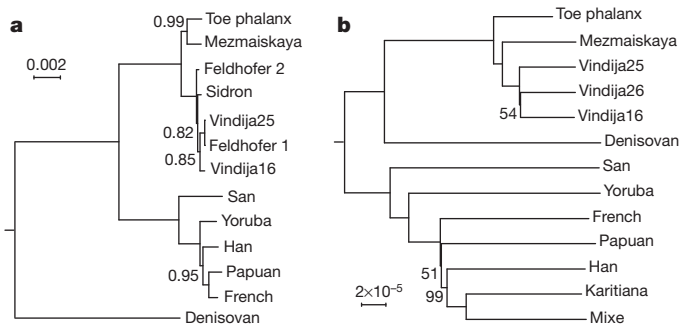 a
0.002
0.99
Toe phalanx
Mezmaiskaya
Feldhofer 2
Sidron
Vindija25
0.82
Feldhofer 1
0.85
Vindija16
San
Yoruba
Han
0.95
Papuan
French
Denisovan
b
Toe phalanx
Mezmaiskaya
Vindija25
Vindija26
54
Vindija16
Denisovan
San
Yoruba
French
Papuan
51
Han
2×10⁻⁵
99
Karitiana
Mixe